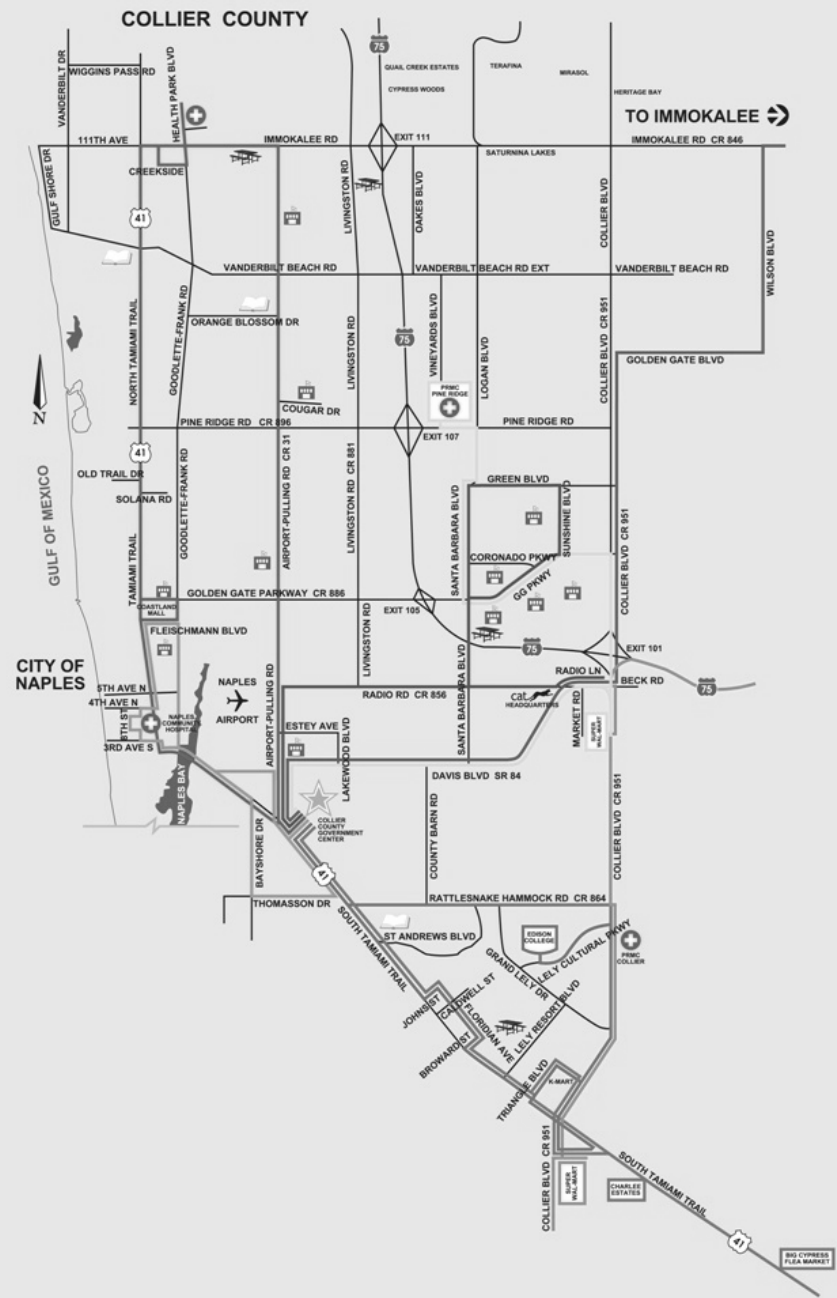 COLLIER COUNTY
75
VANDERBILT DR
WIGGINS PASS RD
HEALTH PARK BLVD
QUAIL CREEK ESTATES
CYPRESS WOODS
TERAFINA
MIRASOL
HERITAGE BAY
TO IMMOKALEE
111TH AVE
IMMOKALEE RD
EXIT 111
IMMOKALEE RD CR 846
SATURNINA LAKES
CREEKSIDE
GULF SHORE DR
41
LIVINGSTON RD
OAKES BLVD
COLLIER BLVD
WILSON BLVD
VANDERBILT BEACH RD
VANDERBILT BEACH RD EXT
VANDERBILT BEACH RD
NORTH TAMIAMI TRAIL
GOODLETTE-FRANK RD
ORANGE BLOSSOM DR
LIVINGSTON RD
75
VINEYARDS BLVD
LOGAN BLVD
COLLIER BLVD CR 951
GOLDEN GATE BLVD
N
PRMC
PINE RIDGE
COUGAR DR
PINE RIDGE RD CR 896
PINE RIDGE RD
EXIT 107
41
OLD TRAIL DR
SOLANA RD
GULF OF MEXICO
TAMIAMI TRAIL
GOODLETTE-FRANK RD
AIRPORT-PULLING RD CR 31
LIVINGSTON RD CR 881
SANTA BARBARA BLVD
GREEN BLVD
SUNSHINE BLVD
COLLIER BLVD CR 951
CORONADO PKWY
GG PKWY
GOLDEN GATE PARKWAY CR 886
EXIT 105
COASTLAND
MALL
FLEISCHMANN BLVD
LIVINGSTON RD
75
EXIT 101
CITY OF
NAPLES
5TH AVE N
4TH AVE N
8TH ST
3RD AVE S
NAPLES
COMMUNITY
HOSPITAL
NAPLES
AIRPORT
AIRPORT-PULLING RD
RADIO RD CR 856
RADIO LN
BECK RD
75
cat
HEADQUARTERS
SANTA BARBARA BLVD
MARKET RD
SUPER
WAL-MART
ESTEY AVE
LAKEWOOD BLVD
NAPLES BAY
DAVIS BLVD SR 84
COLLIER
COUNTY
GOVERNMENT
CENTER
BAYSHORE DR
COUNTY BARN RD
COLLIER BLVD CR 951
41
THOMASSON DR
RATTLESNAKE HAMMOCK RD CR 864
SOUTH TAMIAMI TRAIL
ST ANDREWS BLVD
EDISON
COLLEGE
LELY CULTURAL PKWY
PRMC
COLLIER
GRAND LELY DR
JOHNS ST
CALDWELL ST
FLORIDIAN AVE
LELY RESORT BLVD
BROWARD ST
TRIANGLE BLVD
K-MART
COLLIER BLVD CR 951
SUPER
WAL-MART
CHARLEE
ESTATES
SOUTH TAMIAMI TRAIL
41
BIG CYPRESS
FLEA MARKET